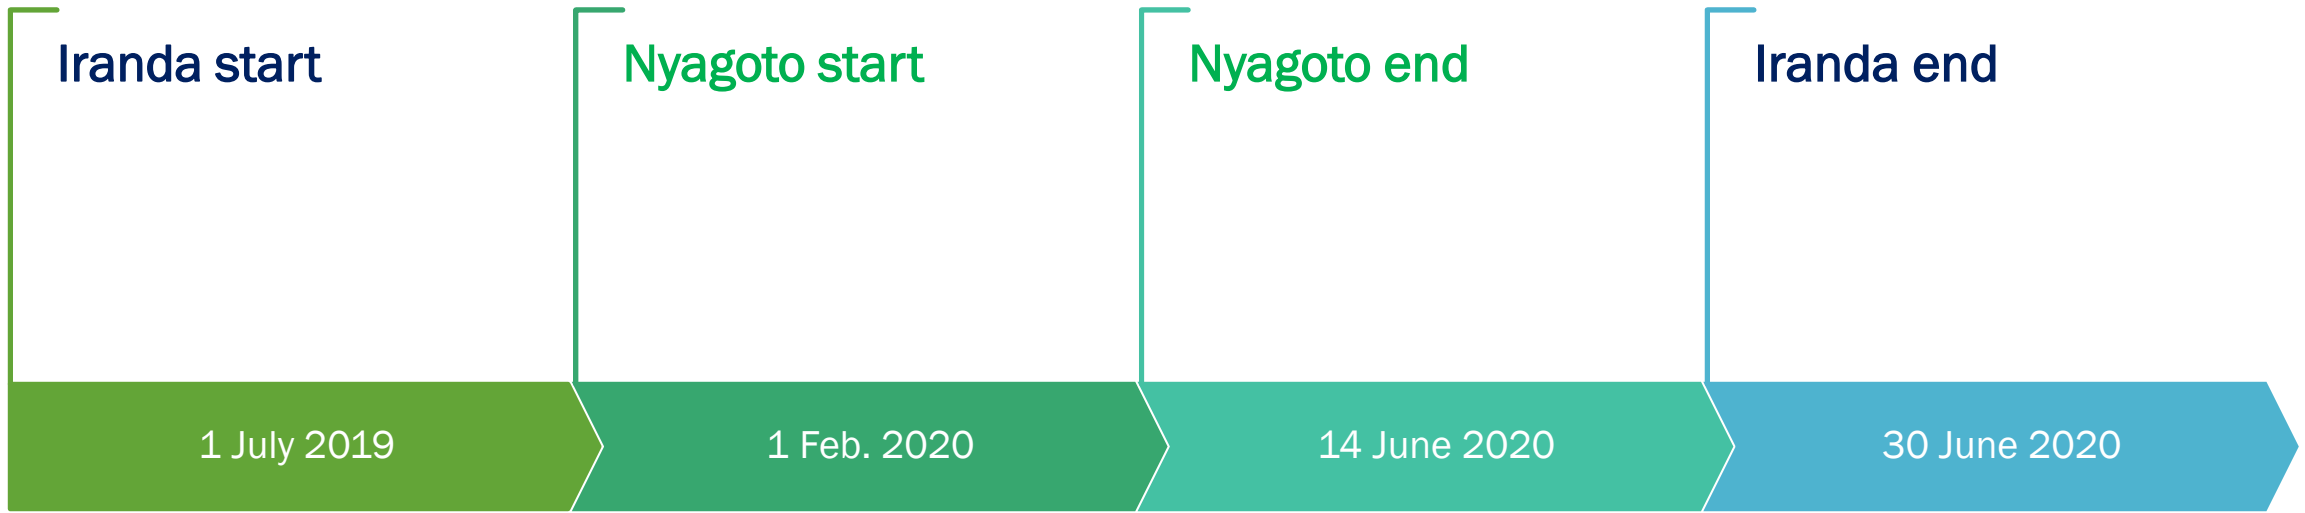 Iranda start
Nyagoto start
Nyagoto end
Iranda end
1 July 2019
1 Feb. 2020
14 June 2020
30 June 2020